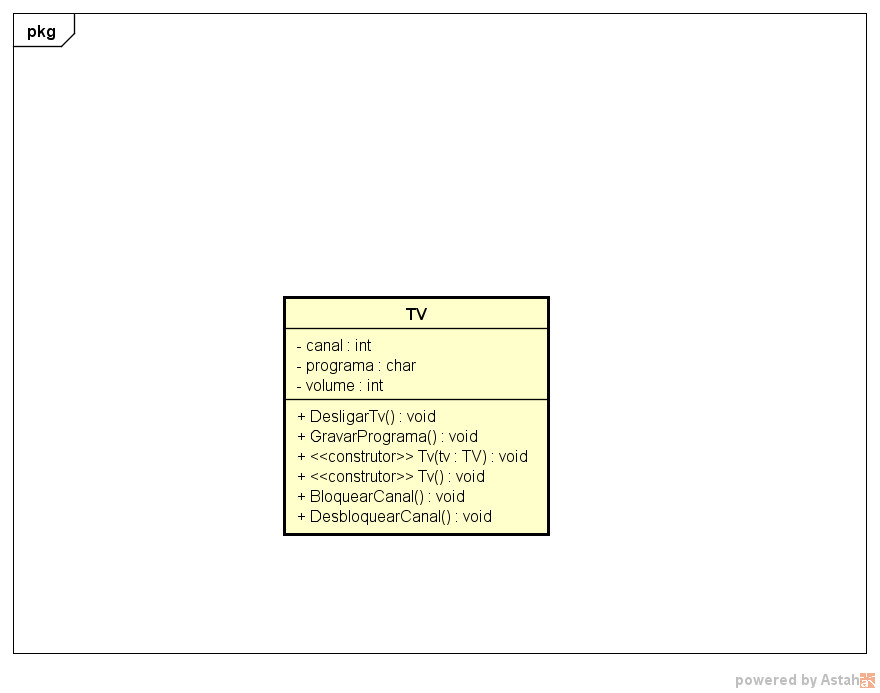 pkg
TV
- canal : int
- programa : char
- volume : int
+ DesligarTv() : void
+ GravarPrograma() : void
+ <<construtor>> Tv(tv : TV) : void
+ <<construtor>> Tv() : void
+ BloquearCanal() : void
+ DesbloquearCanal() : void
powered by Astah